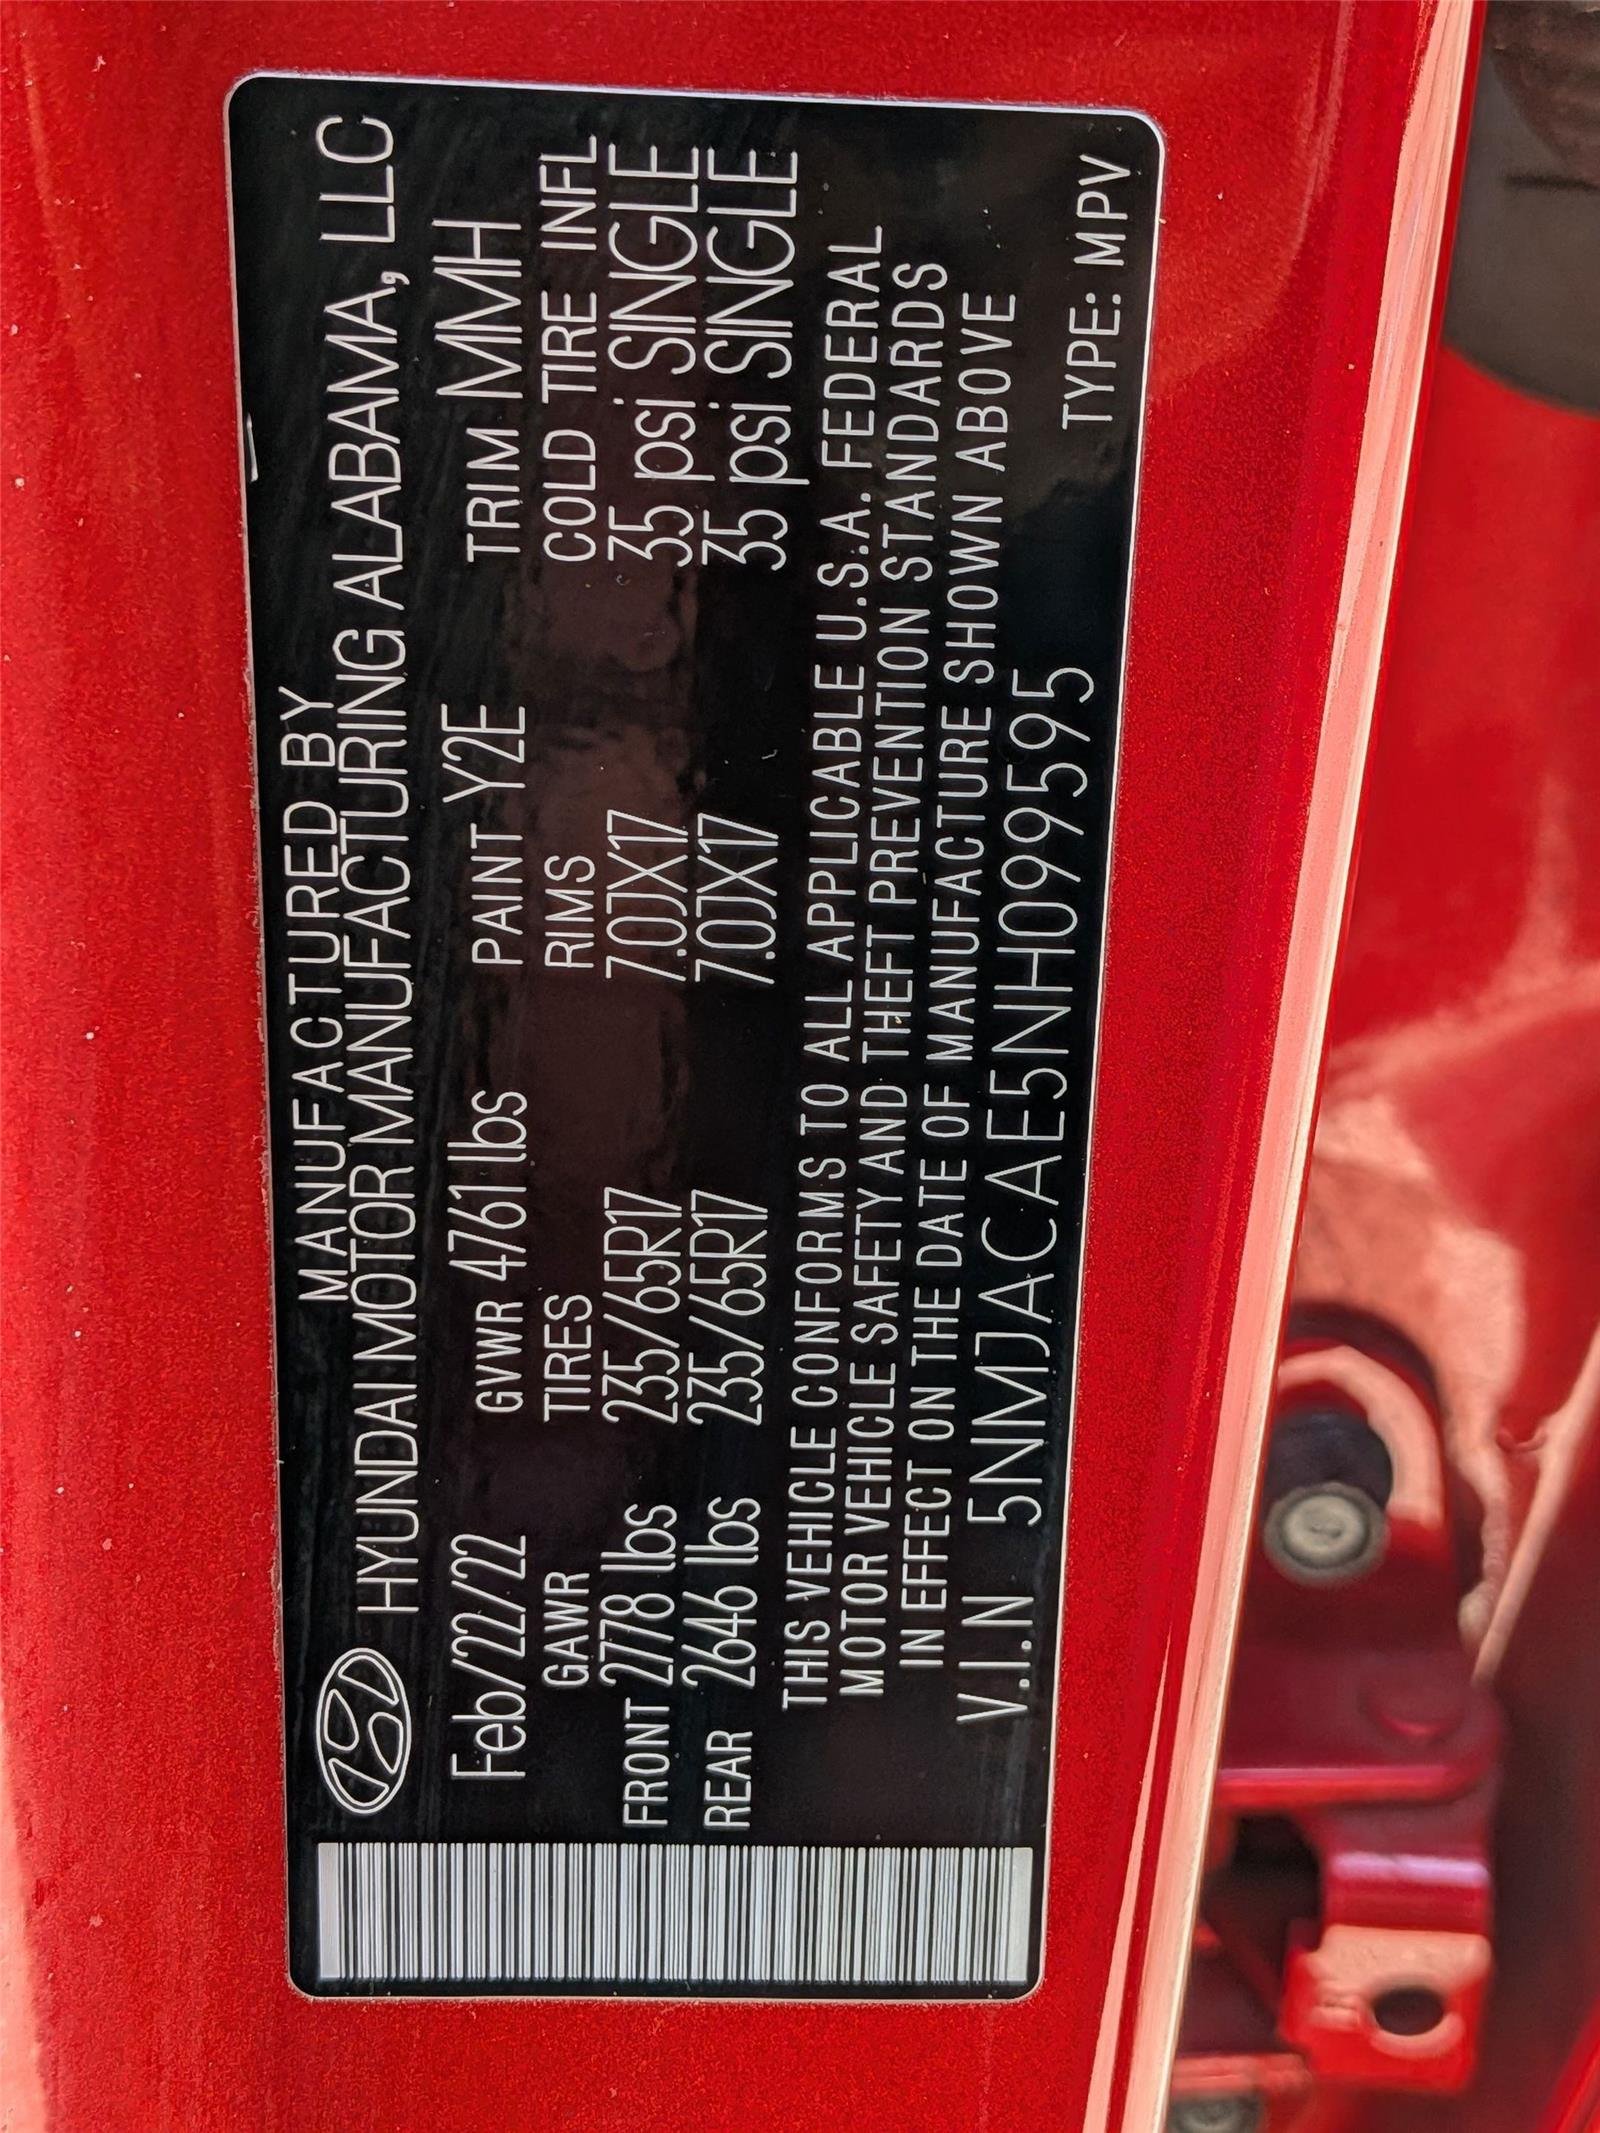 MANUFACTURED BY
HYUNDAI MOTOR MANUFACTURING ALABAMA, LLC
Feb/22/22 GVWR 4761 lbs PAINT Y2E TRIM MMH
GAWR TIRES RIMS COLD TIRE INFL
FRONT 2778 lbs 235/65R17 7.0JX17 35 psi SINGLE
REAR 2646 lbs 235/65R17 7.0JX17 35 psi SINGLE
THIS VEHICLE CONFORMS TO ALL APPLICABLE U.S.A. FEDERAL
MOTOR VEHICLE SAFETY AND THEFT PREVENTION STANDARDS
IN EFFECT ON THE DATE OF MANUFACTURE SHOWN ABOVE
V.I.N 5NMJACAE5NH099595
TYPE: MPV